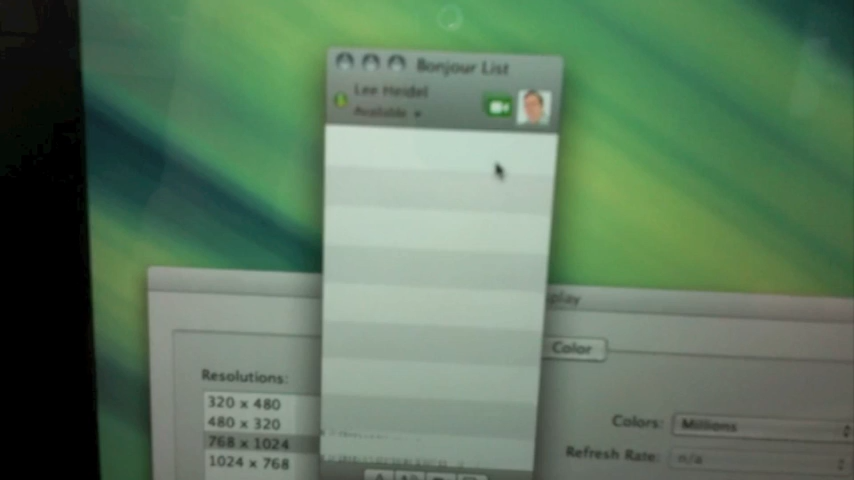 Bonjour List
Lee Heidel
Available
play
Color
Resolutions:
320 x 480
480 x 320
768 x 1024
1024 x 768
Colors: Millions
Refresh Rate: n/a